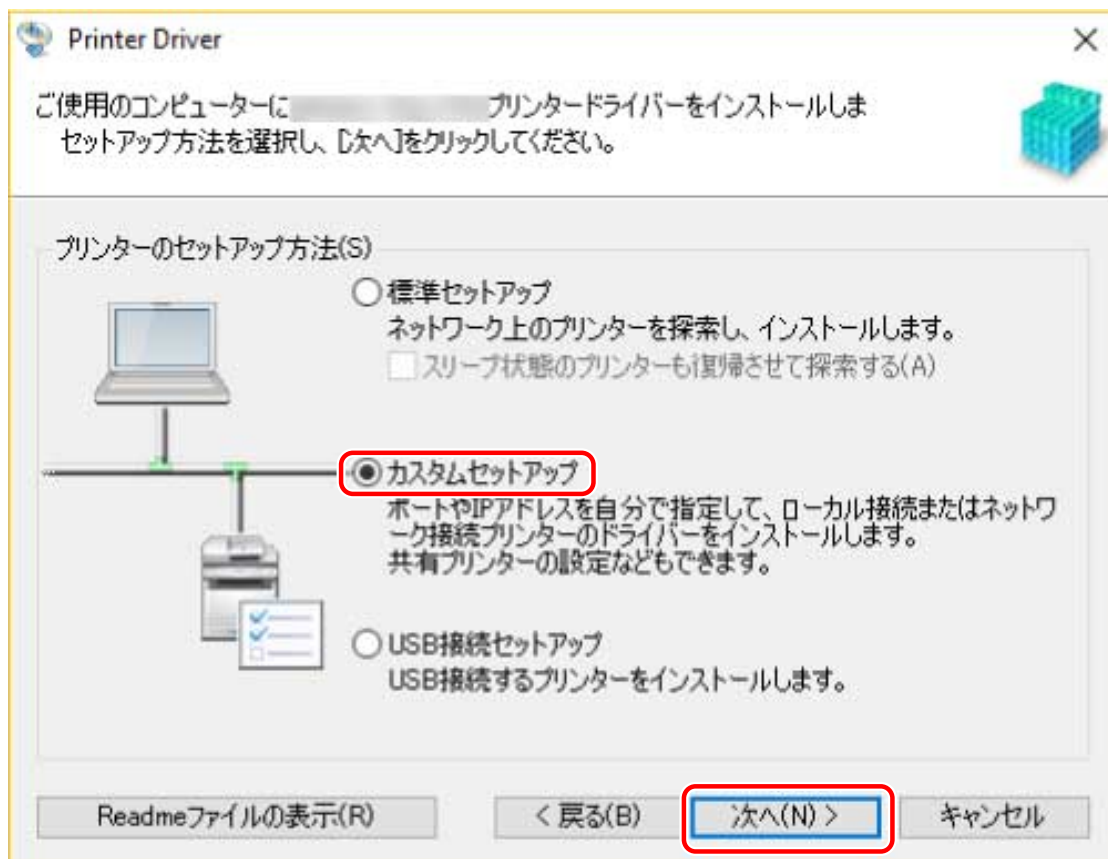 Printer Driver
ご使用のコンピューターに プリンタードライバーをインストールしま
セットアップ方法を選択し、[次へ]をクリックしてください。
プリンターのセットアップ方法(S)
標準セットアップ
ネットワーク上のプリンターを探索し、インストールします。
スリープ状態のプリンターも復帰させて探索する(A)
カスタムセットアップ
ポートやIPアドレスを自分で指定して、ローカル接続またはネットワ
ーク接続プリンターのドライバーをインストールします。
共有プリンターの設定などもできます。
USB接続セットアップ
USB接続するプリンターをインストールします。
Readmeファイルの表示(R)
< 戻る(B)
次へ(N) >
キャンセル